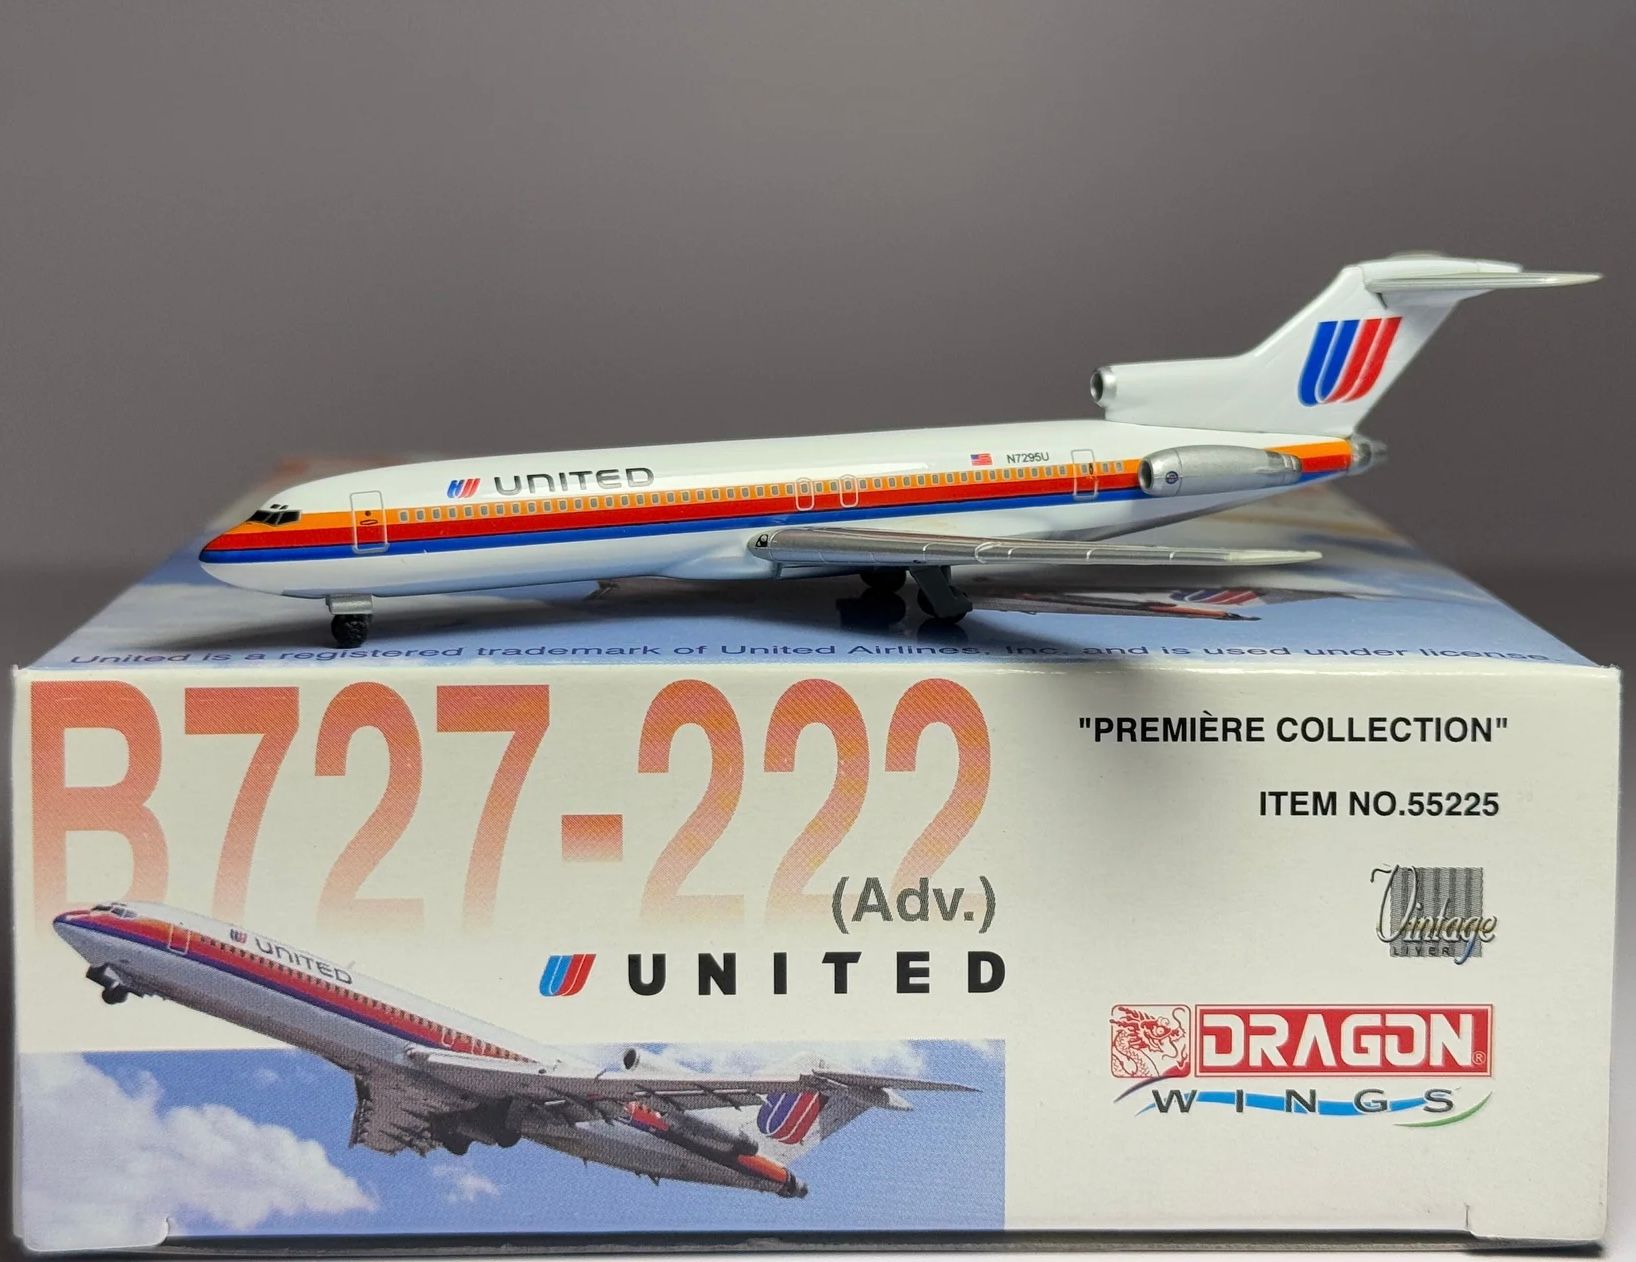 UNITED
N7295U
United is a registered trademark of United Airlines, Inc. and is used under license.
B727-222
(Adv.)
UNITED
UNITED
"PREMIÈRE COLLECTION"
ITEM NO.55225
Vintage
LIVERY
DRAGON®
WINGS